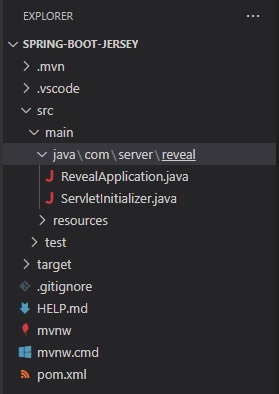 EXPLORER ...
SPRING-BOOT-JERSEY
.mvn
.vscode
src
main
java\com\server\reveal
RevealApplication.java
ServletInitializer.java
resources
test
target
.gitignore
HELP.md
mvnw
mvnw.cmd
pom.xml